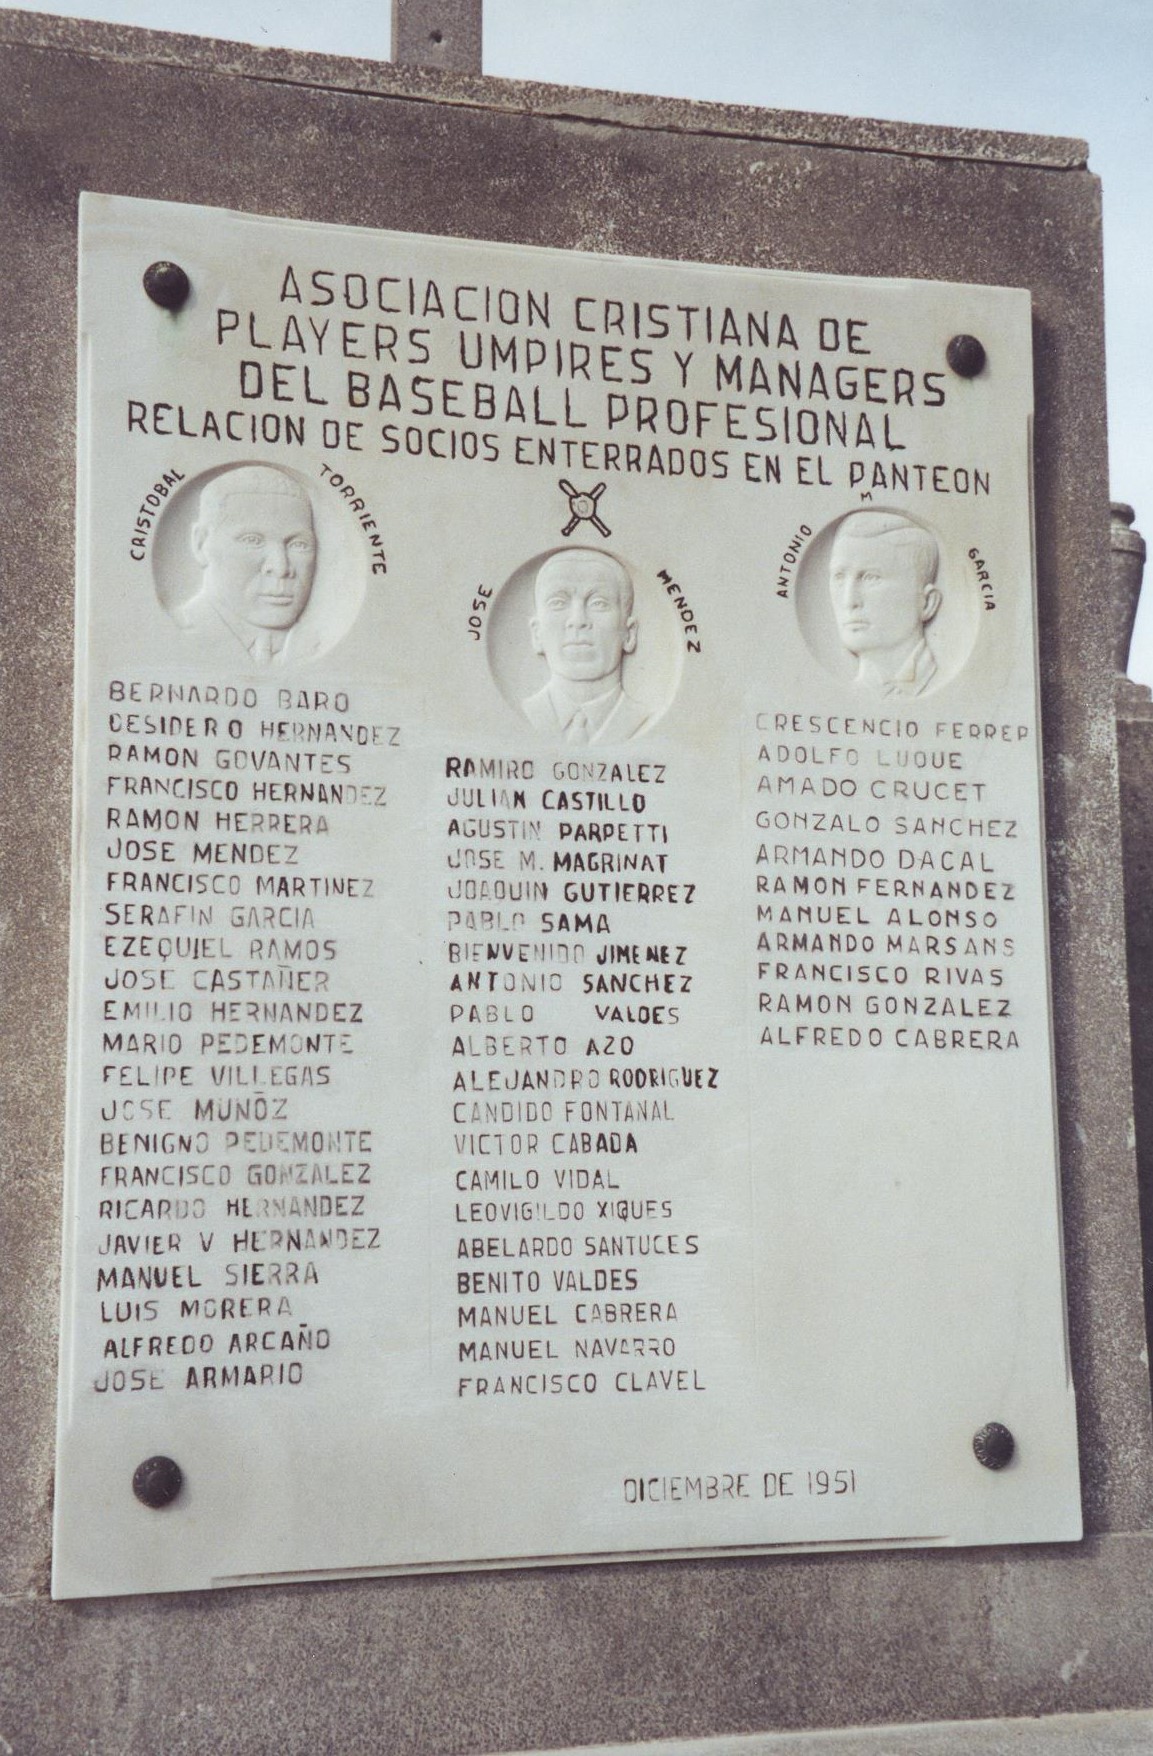 ASOCIACION CRISTIANA DE
PLAYERS UMPIRES Y MANAGERS
DEL BASEBALL PROFESIONAL
RELACION DE SOCIOS ENTERRADOS EN EL PANTEON
CRISTOBAL TORRIENTE
JOSE MENDEZ
ANTONIO M GARCIA
BERNARDO BARO
DESIDERO HERNANDEZ
RAMON GOVANTES
FRANCISCO HERNANDEZ
RAMON HERRERA
JOSE MENDEZ
FRANCISCO MARTINEZ
SERAFIN GARCIA
EZEQUIEL RAMOS
JOSE CASTAÑER
EMILIO HERNANDEZ
MARIO PEDEMONTE
FELIPE VILLEGAS
JOSE MUNÕZ
BENIGNO PEDEMONTE
FRANCISCO GONZALEZ
RICARDO HERNANDEZ
JAVIER V HERNANDEZ
MANUEL SIERRA
LUIS MORERA
ALFREDO ARCAÑO
JOSE ARMARIO
RAMIRO GONZALEZ
JULIAN CASTILLO
AGUSTIN PARPETTI
JOSE M. MAGRINAT
JOAQUIN GUTIERREZ
PABLO SAMA
BIENVENIDO JIMENEZ
ANTONIO SANCHEZ
PABLO VALDES
ALBERTO AZO
ALEJANDRO RODRIGUEZ
CANDIDO FONTANAL
VICTOR CABADA
CAMILO VIDAL
LEOVIGILDO XIQUES
ABELARDO SANTUCES
BENITO VALDES
MANUEL CABRERA
MANUEL NAVARRO
FRANCISCO CLAVEL
CRESCENCIO FERRER
ADOLFO LUQUE
AMADO CRUCET
GONZALO SANCHEZ
ARMANDO DACAL
RAMON FERNANDEZ
MANUEL ALONSO
ARMANDO MARSANS
FRANCISCO RIVAS
RAMON GONZALEZ
ALFREDO CABRERA
DICIEMBRE DE 1951